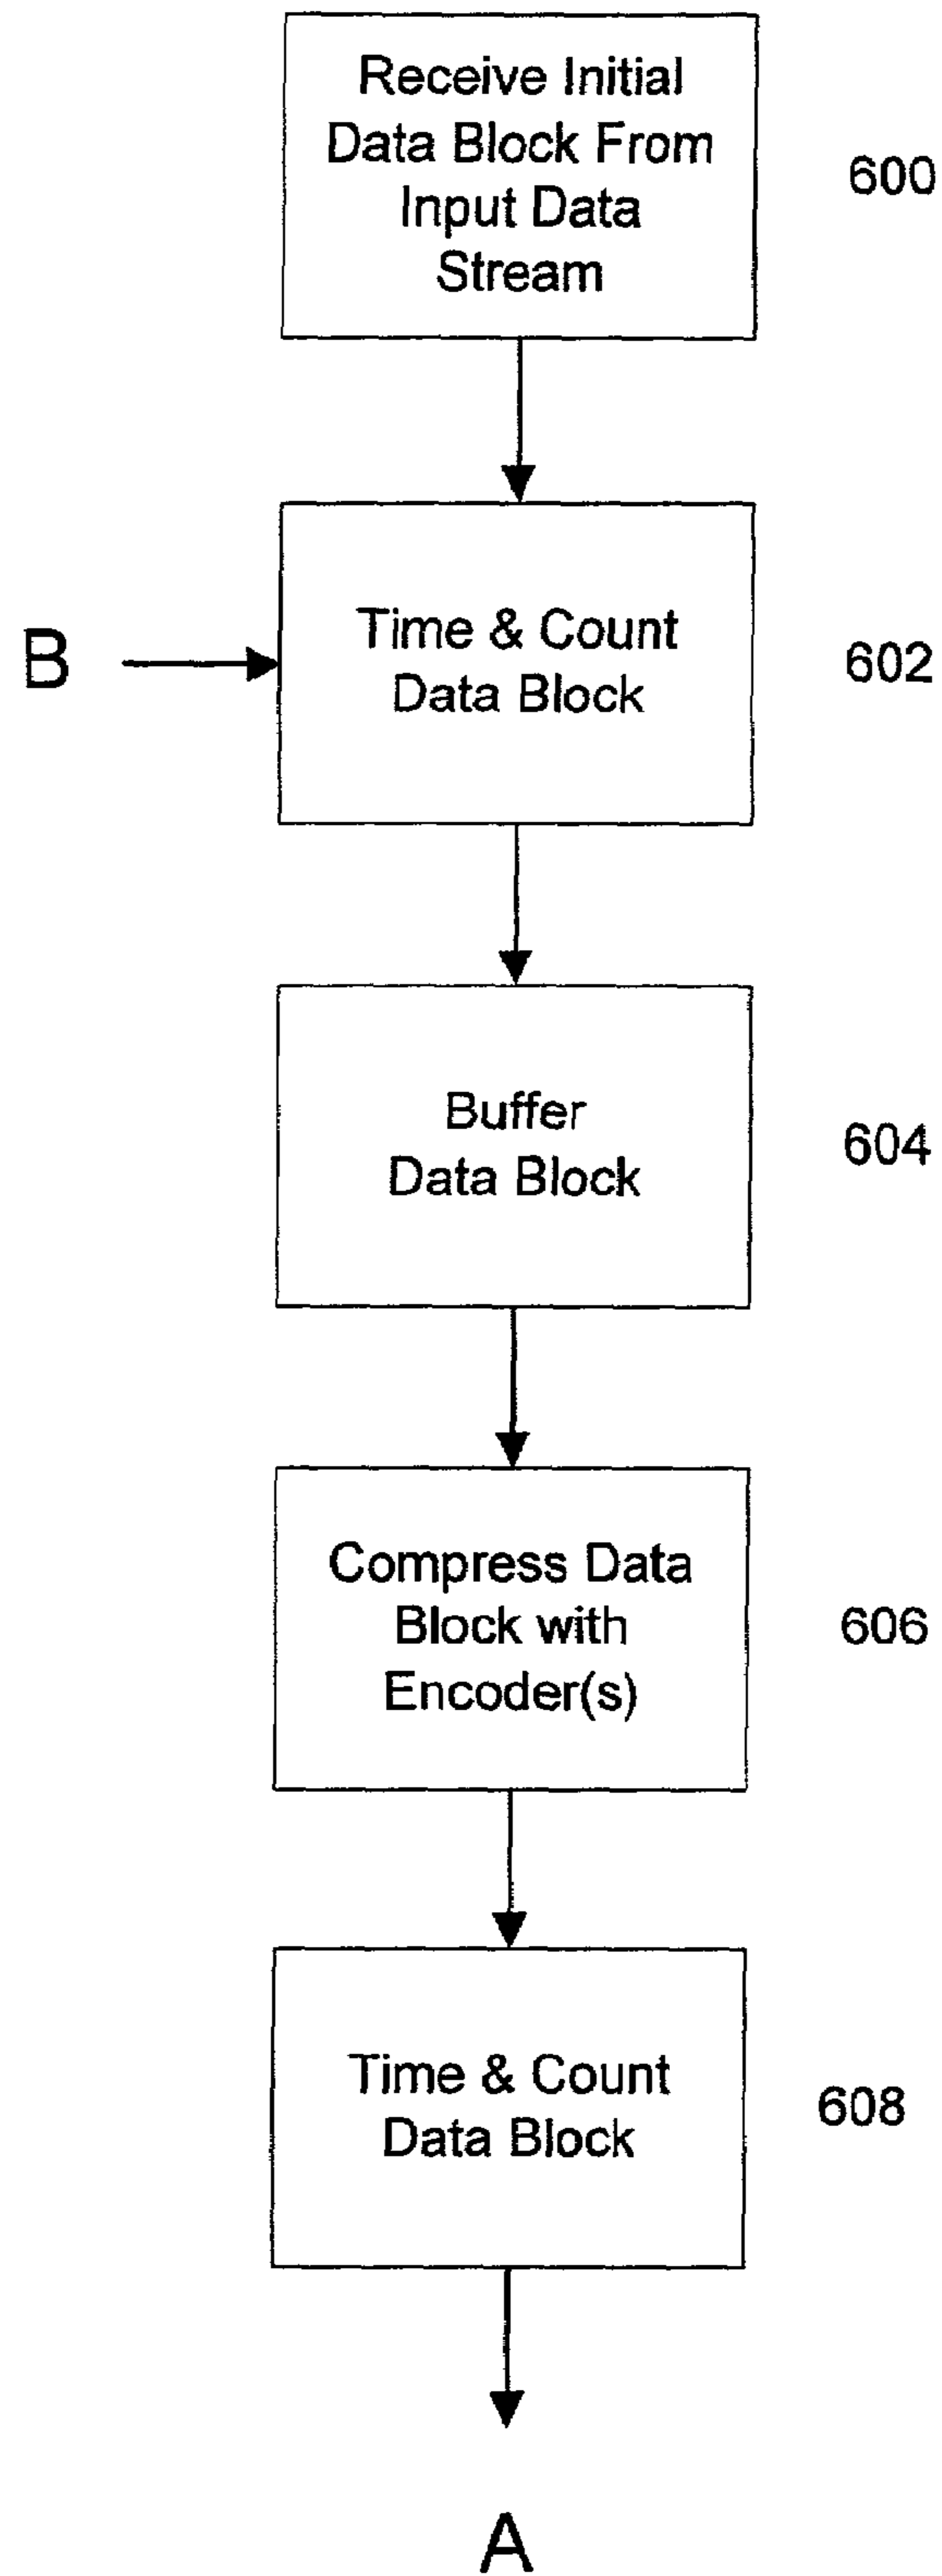 Receive Initial
Data Block From
Input Data
Stream
600
B
Time & Count
Data Block
602
Buffer
Data Block
604
Compress Data
Block with
Encoder(s)
606
Time & Count
Data Block
608
A